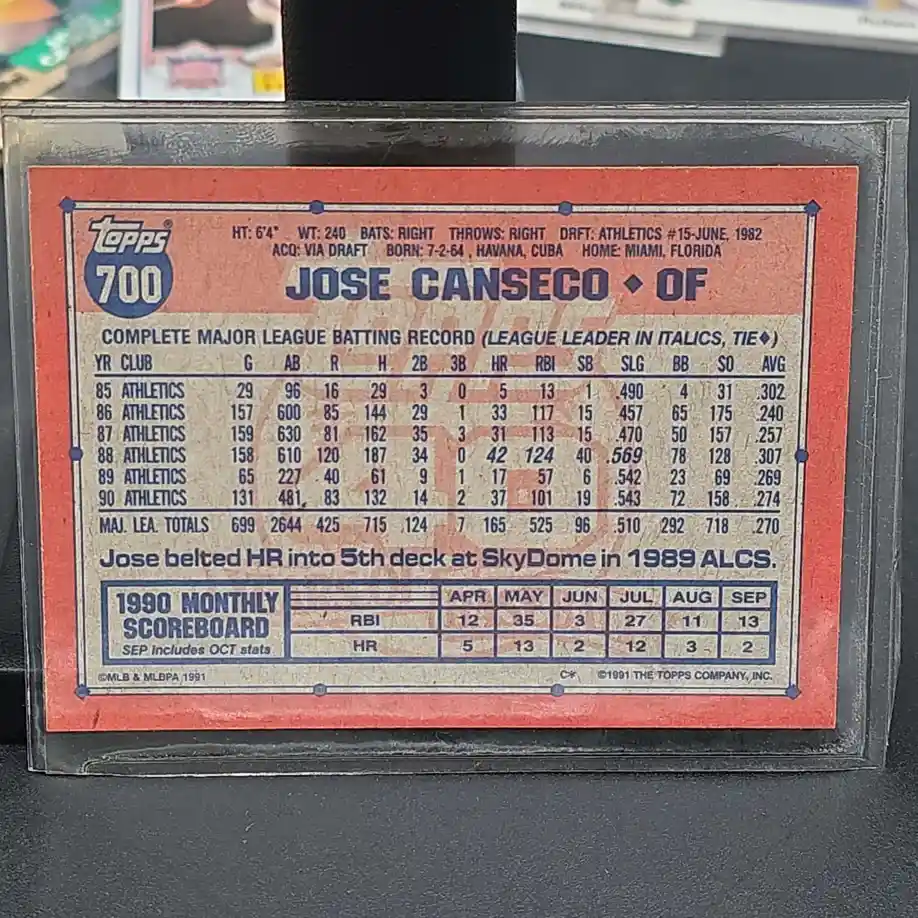 Topps®
700
HT: 6'4" WT: 240 BATS: RIGHT THROWS: RIGHT DRFT: ATHLETICS #15-JUNE, 1982
ACQ: VIA DRAFT BORN: 7-2-64 , HAVANA, CUBA HOME: MIAMI, FLORIDA
JOSE CANSECO ♦ OF
COMPLETE MAJOR LEAGUE BATTING RECORD (LEAGUE LEADER IN ITALICS, TIE♦)
YR CLUB G AB R H 2B 3B HR RBI SB SLG BB SO AVG
85 ATHLETICS 29 96 16 29 3 0 5 13 1 .490 4 31 .302
86 ATHLETICS 157 600 85 144 29 1 33 117 15 .457 65 175 .240
87 ATHLETICS 159 630 81 162 35 3 31 113 15 .470 50 157 .257
88 ATHLETICS 158 610 120 187 34 0 42 124 40 .569 78 128 .307
89 ATHLETICS 65 227 40 61 9 1 17 57 6 .542 23 69 .269
90 ATHLETICS 131 481 83 132 14 2 37 101 19 .543 72 158 .274
MAJ. LEA. TOTALS 699 2644 425 715 124 7 165 525 96 .510 292 718 .270
Jose belted HR into 5th deck at SkyDome in 1989 ALCS.
1990 MONTHLY
SCOREBOARD
SEP Includes OCT stats
APR MAY JUN JUL AUG SEP
RBI 12 35 3 27 11 13
HR 5 13 2 12 3 2
©MLB & MLBPA 1991 C* ©1991 THE TOPPS COMPANY, INC.